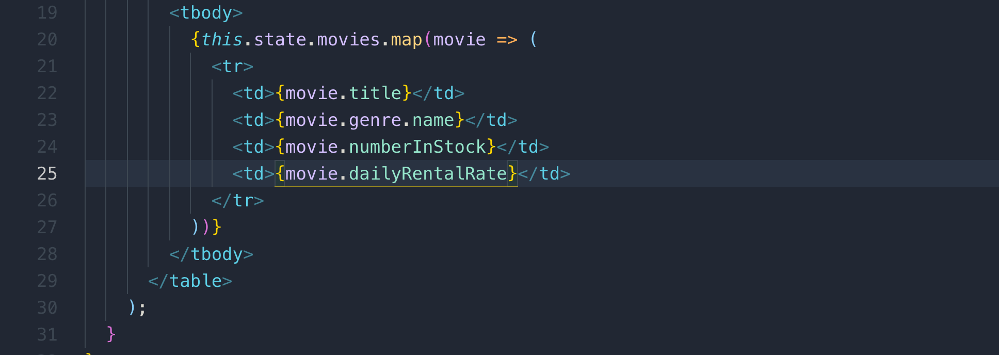 19 <tbody>
20 {this.state.movies.map(movie => (
21 <tr>
22 <td>{movie.title}</td>
23 <td>{movie.genre.name}</td>
24 <td>{movie.numberInStock}</td>
25 <td>{movie.dailyRentalRate}</td>
26 </tr>
27 ))}
28 </tbody>
29 </table>
30 );
31 }